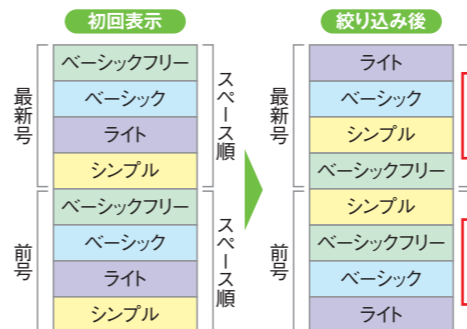 初回表示
最新号
ベーシックフリー
ベーシック
ライト
シンプル
スペース順
前号
ベーシックフリー
ベーシック
ライト
シンプル
スペース順
絞り込み後
最新号
ライト
ベーシック
シンプル
ベーシックフリー
前号
シンプル
ベーシックフリー
ベーシック
ライト